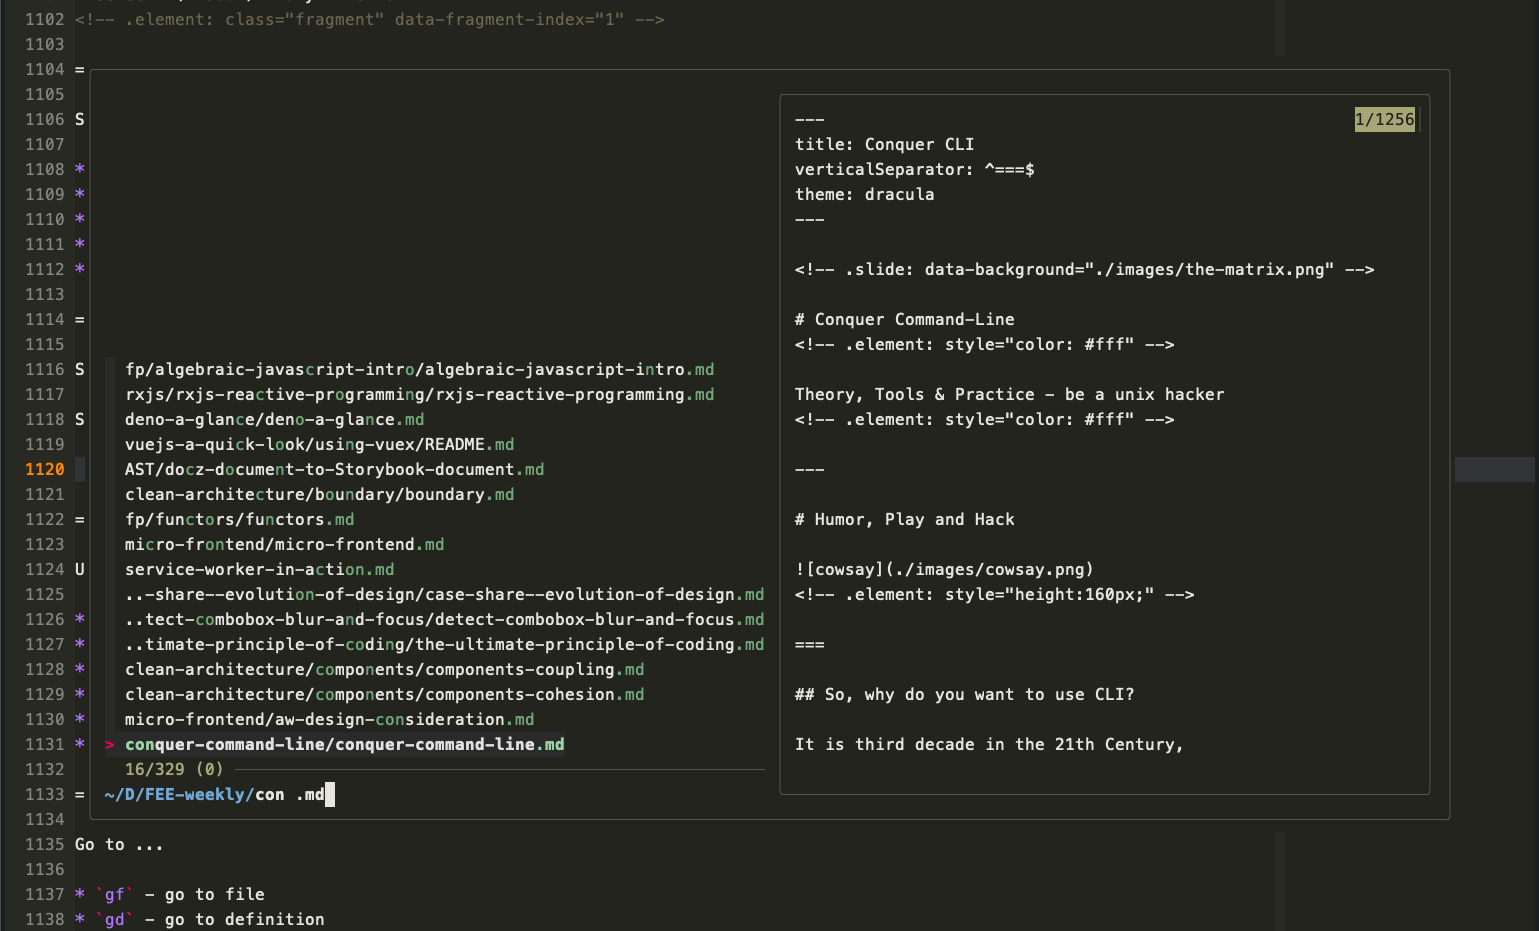 1102 <!-- .element: class="fragment" data-fragment-index="1" -->
1103
1104 =
1105
1106 S
1107
1108 *
1109 *
1110 *
1111 *
1112 *
1113
1114 =
1115
1116 S
1117
1118 S
1119
1120
1121
1122 =
1123
1124 U
1125
1126 *
1127 *
1128 *
1129 *
1130 *
1131 *
1132
1133 =
1134
1135 Go to ...
1136
1137 * `gf` - go to file
1138 * `gd` - go to definition
fp/algebraic-javascript-intro/algebraic-javascript-intro.md
rxjs/rxjs-reactive-programming/rxjs-reactive-programming.md
deno-a-glance/deno-a-glance.md
vuejs-a-quick-look/using-vuex/README.md
AST/docz-document-to-Storybook-document.md
clean-architecture/boundary/boundary.md
fp/functors/functors.md
micro-frontend/micro-frontend.md
service-worker-in-action.md
..-share--evolution-of-design/case-share--evolution-of-design.md
..tect-combobox-blur-and-focus/detect-combobox-blur-and-focus.md
..timate-principle-of-coding/the-ultimate-principle-of-coding.md
clean-architecture/components/components-coupling.md
clean-architecture/components/components-cohesion.md
micro-frontend/aw-design-consideration.md
> conquer-command-line/conquer-command-line.md
16/329 (0)
~/D/FEE-weekly/con .md
1/1256
---
title: Conquer CLI
verticalSeparator: ^===$
theme: dracula
---
<!-- .slide: data-background="./images/the-matrix.png" -->
# Conquer Command-Line
<!-- .element: style="color: #fff" -->
Theory, Tools & Practice - be a unix hacker
<!-- .element: style="color: #fff" -->
---
# Humor, Play and Hack
![cowsay](./images/cowsay.png)
<!-- .element: style="height:160px;" -->
===
## So, why do you want to use CLI?
It is third decade in the 21th Century,